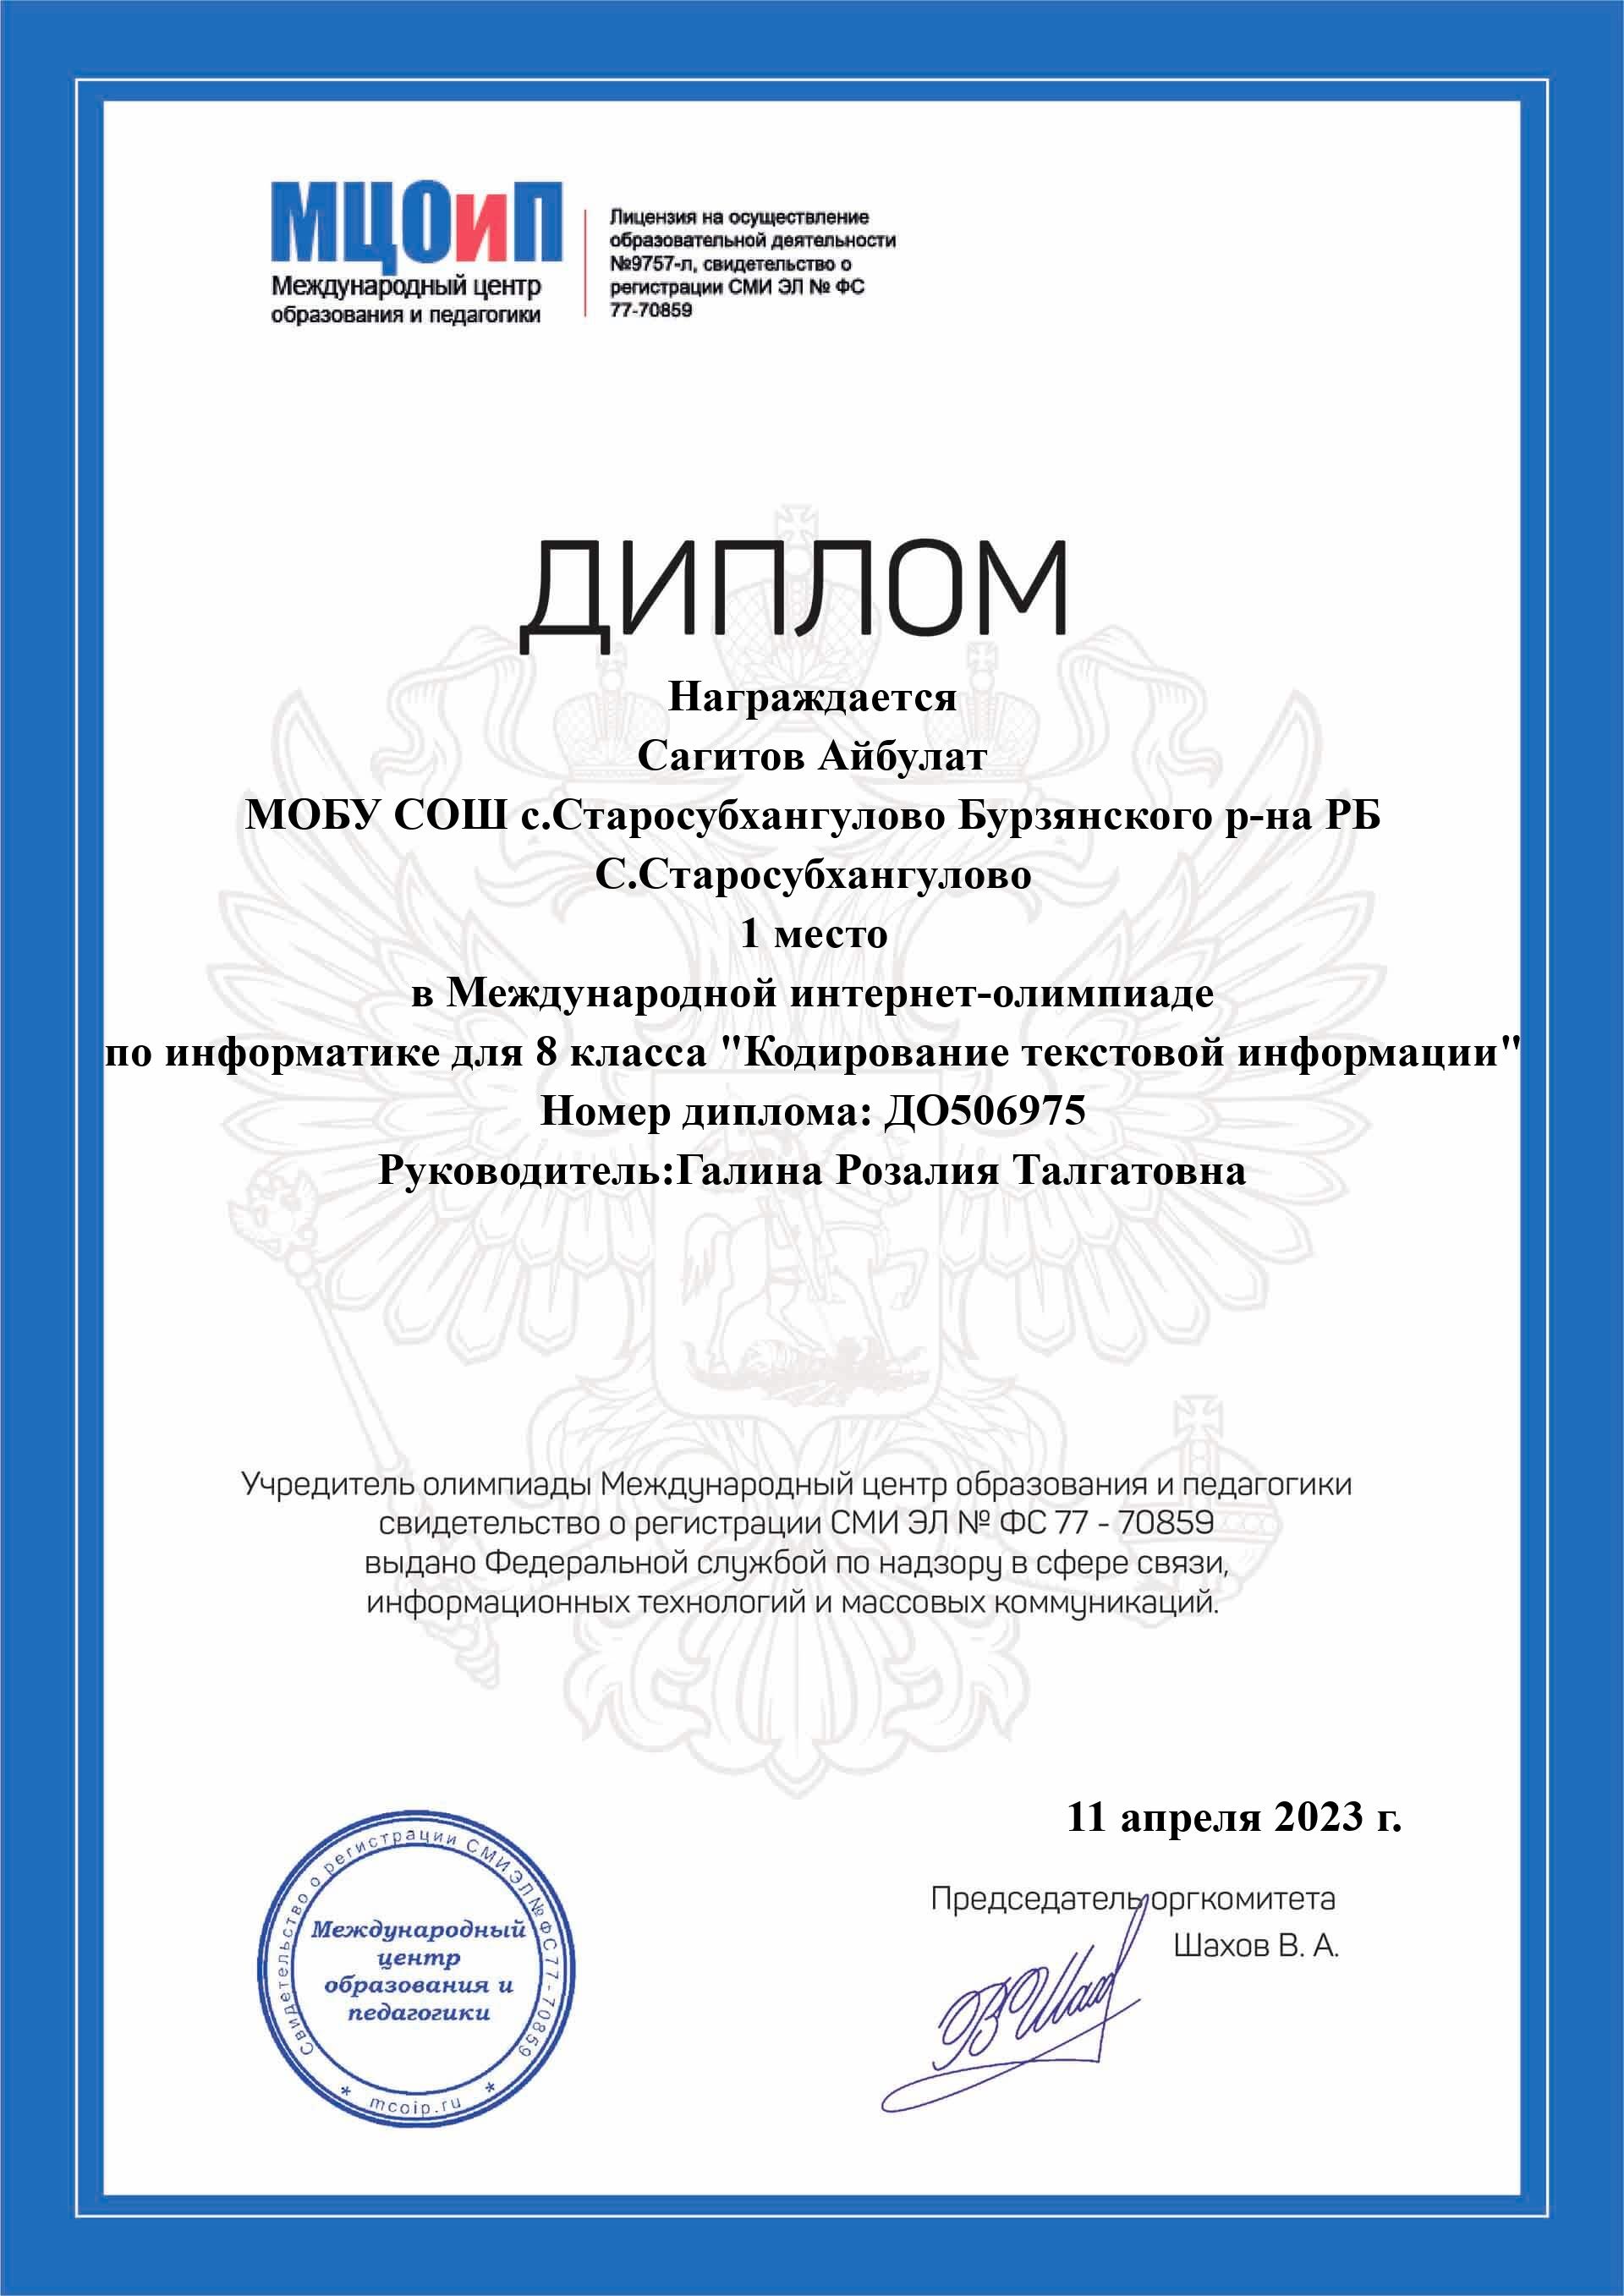 МЦОиП
Международный центр
образования и педагогики
Лицензия на осуществление
образовательной деятельности
№9757-л, свидетельство о
регистрации СМИ ЭЛ № ФС
77-70859
ДИПЛОМ
Награждается
Сагитов Айбулат
МОБУ СОШ с.Старосубхангулово Бурзянского р-на РБ
С.Старосубхангулово
1 место
в Международной интернет-олимпиаде
по информатике для 8 класса "Кодирование текстовой информации"
Номер диплома: ДО506975
Руководитель:Галина Розалия Талгатовна
Учредитель олимпиады Международный центр образования и педагогики
свидетельство о регистрации СМИ ЭЛ № ФС 77 - 70859
выдано Федеральной службой по надзору в сфере связи,
информационных технологий и массовых коммуникаций.
11 апреля 2023 г.
Председатель оргкомитета
Шахов В. А.
Свидетельство о регистрации СМИ ЭЛ № ФС 77 - 70859
Международный
центр
образования и
педагогики
* mcoip.ru *